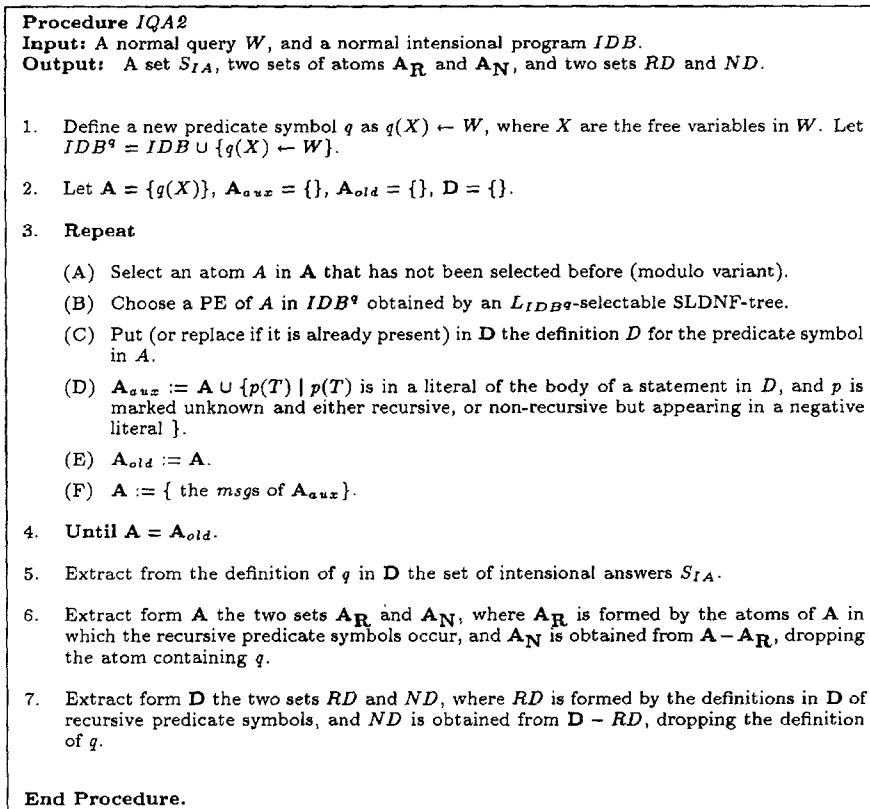 Procedure IQA2
Input: A normal query W, and a normal intensional program IDB.
Output: A set S_IA, two sets of atoms A_R and A_N, and two sets RD and ND.
1. Define a new predicate symbol q as q(X) ← W, where X are the free variables in W. Let
IDB^q = IDB ∪ {q(X) ← W}.
2. Let A = {q(X)}, A_aux = {}, A_old = {}, D = {}.
3. Repeat
(A) Select an atom A in A that has not been selected before (modulo variant).
(B) Choose a PE of A in IDB^q obtained by an L_IDB^q-selectable SLDNF-tree.
(C) Put (or replace if it is already present) in D the definition D for the predicate symbol
in A.
(D) A_aux := A ∪ {p(T) | p(T) is in a literal of the body of a statement in D, and p is
marked unknown and either recursive, or non-recursive but appearing in a negative
literal }.
(E) A_old := A.
(F) A := { the msgs of A_aux}.
4. Until A = A_old.
5. Extract from the definition of q in D the set of intensional answers S_IA.
6. Extract form A the two sets A_R and A_N, where A_R is formed by the atoms of A in
which the recursive predicate symbols occur, and A_N is obtained from A − A_R, dropping
the atom containing q.
7. Extract form D the two sets RD and ND, where RD is formed by the definitions in D of
recursive predicate symbols, and ND is obtained from D − RD, dropping the definition
of q.
End Procedure.